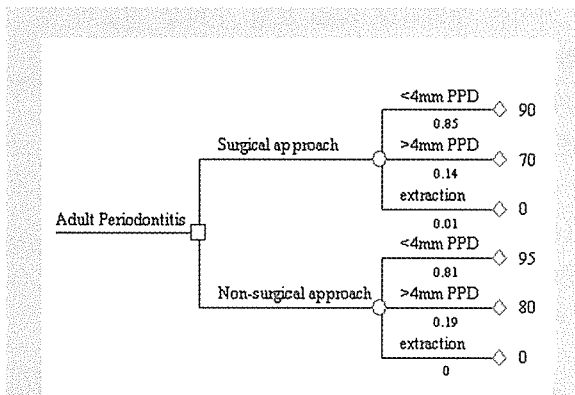 <4mm PPD
90
0.85
Surgical approach
>4mm PPD
70
0.14
extraction
0
0.01
Adult Periodontitis
<4mm PPD
95
0.81
Non-surgical approach
>4mm PPD
80
0.19
extraction
0
0